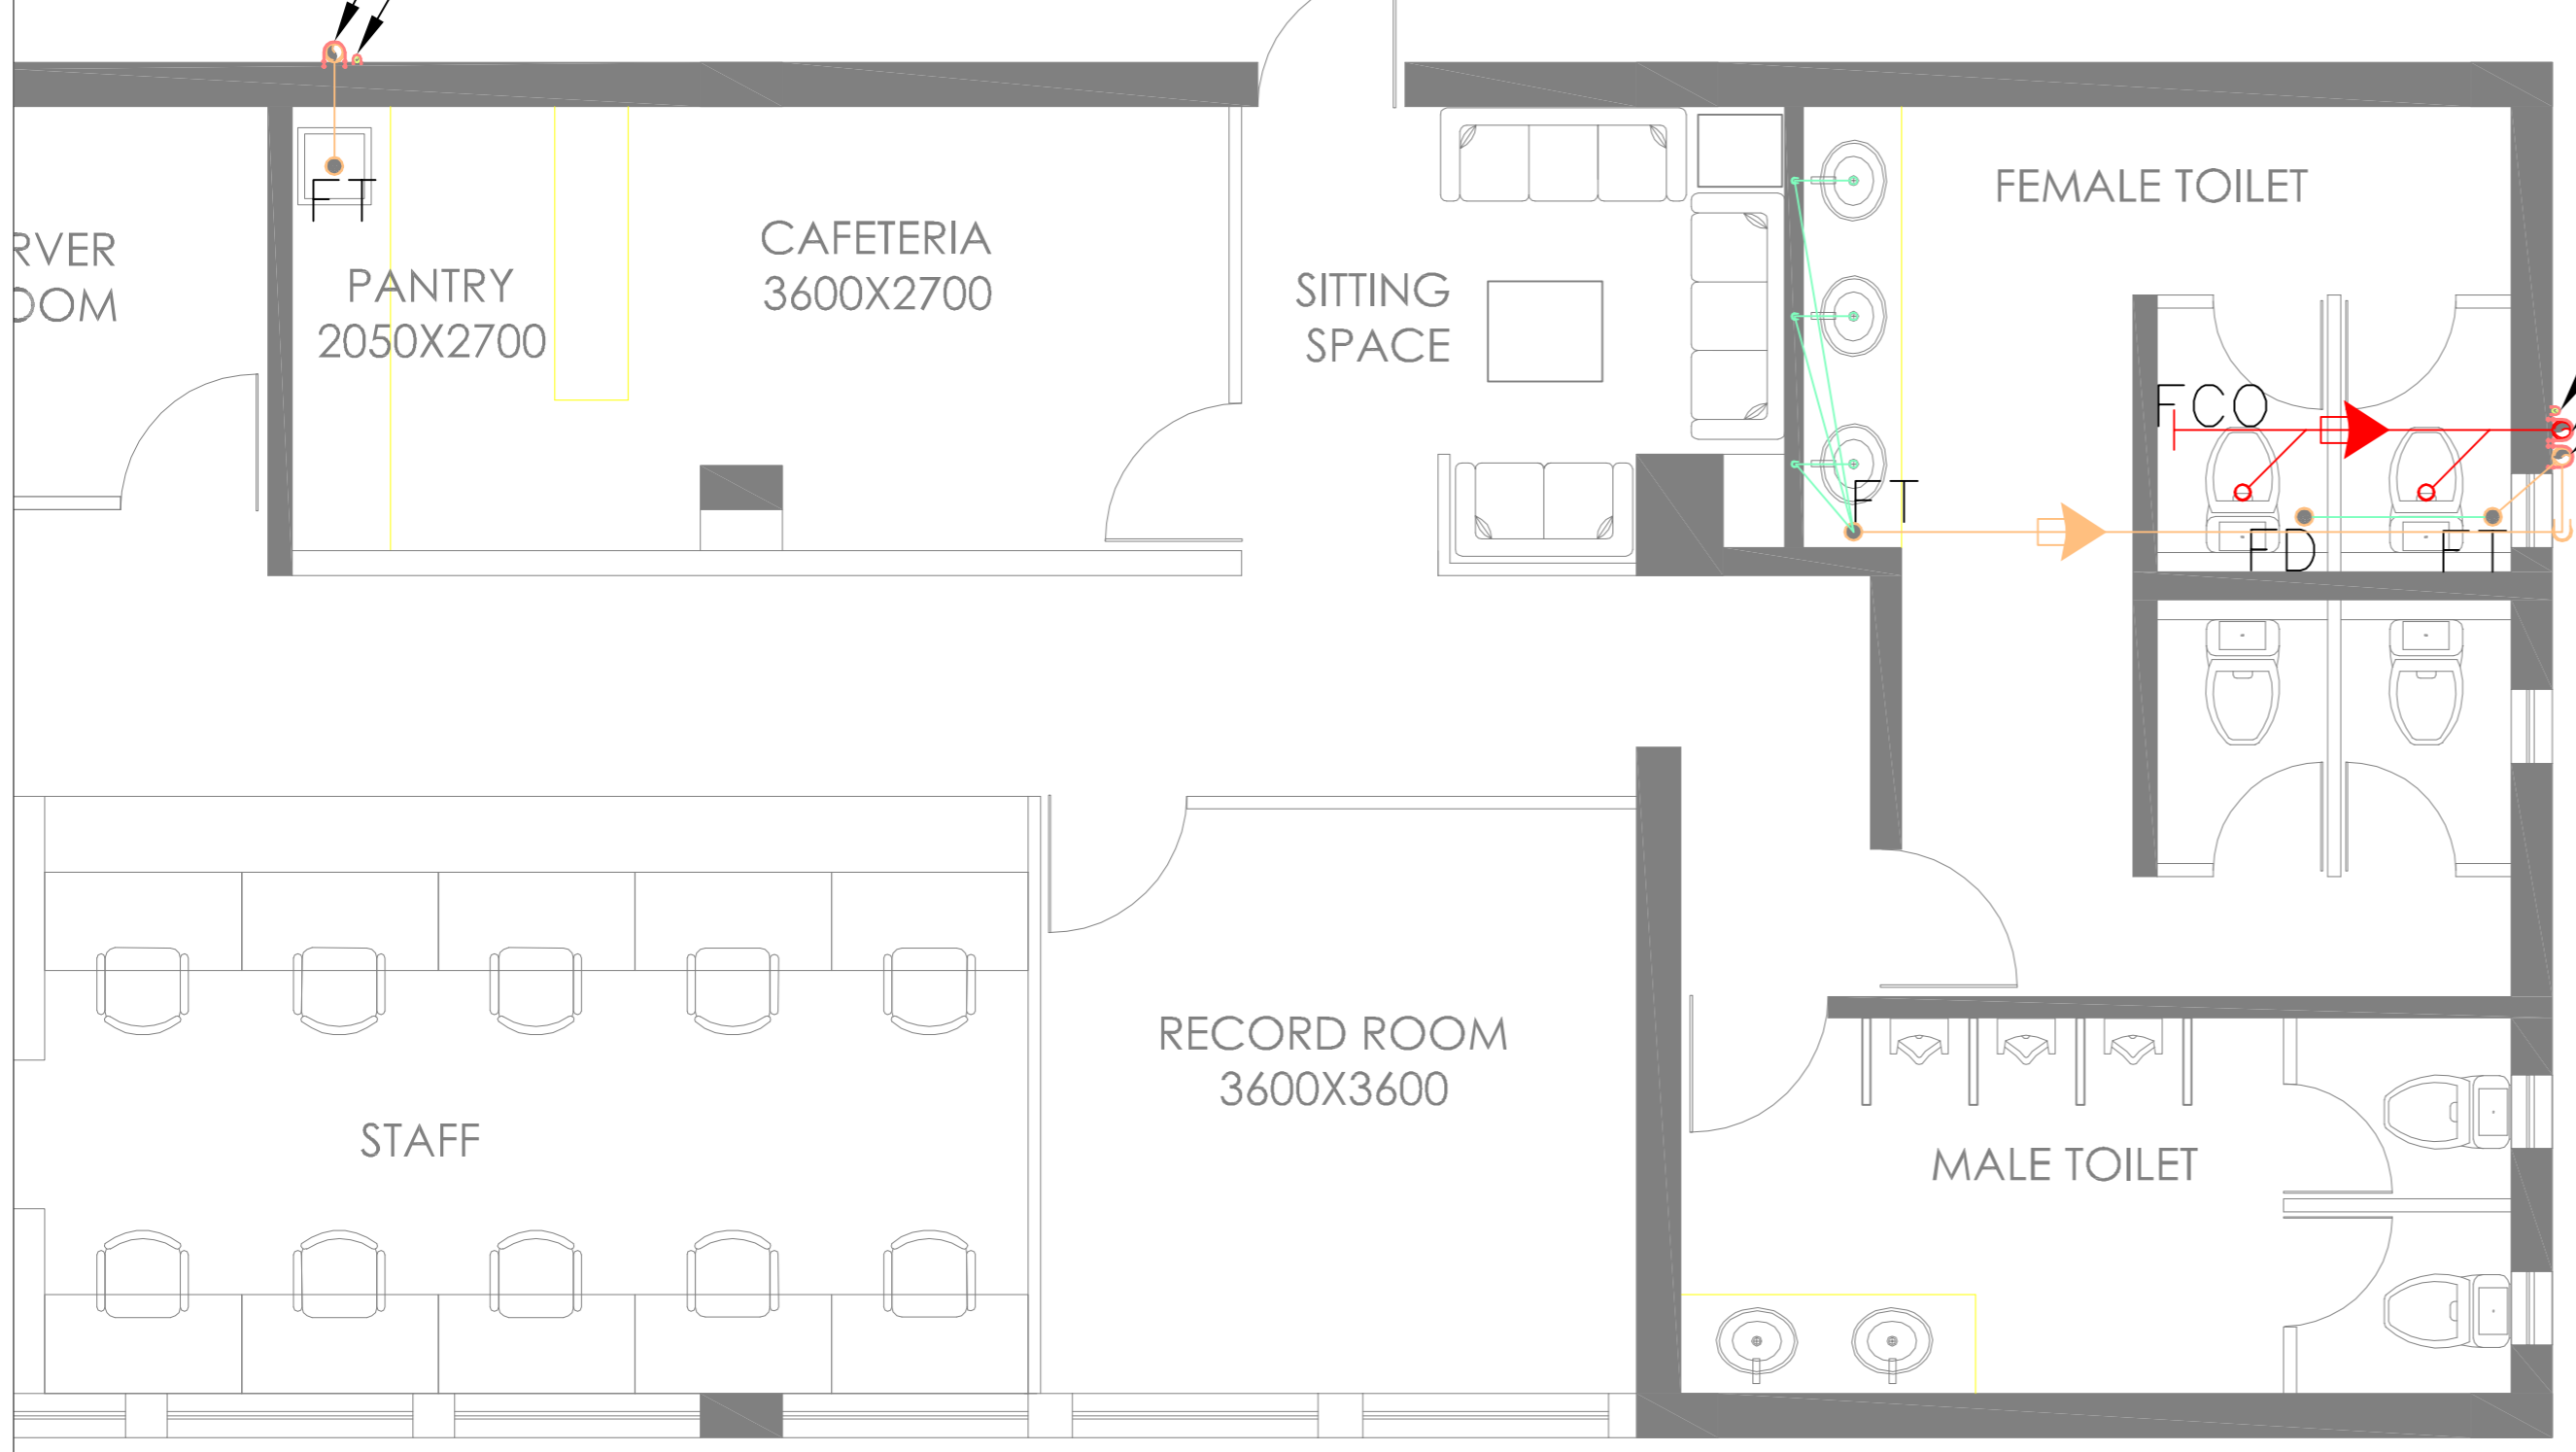 FT
RVER
OOM
PANTRY
2050X2700
CAFETERIA
3600X2700
SITTING
SPACE
FEMALE TOILET
FCO
FT
FD
FT
RECORD ROOM
3600X3600
STAFF
MALE TOILET